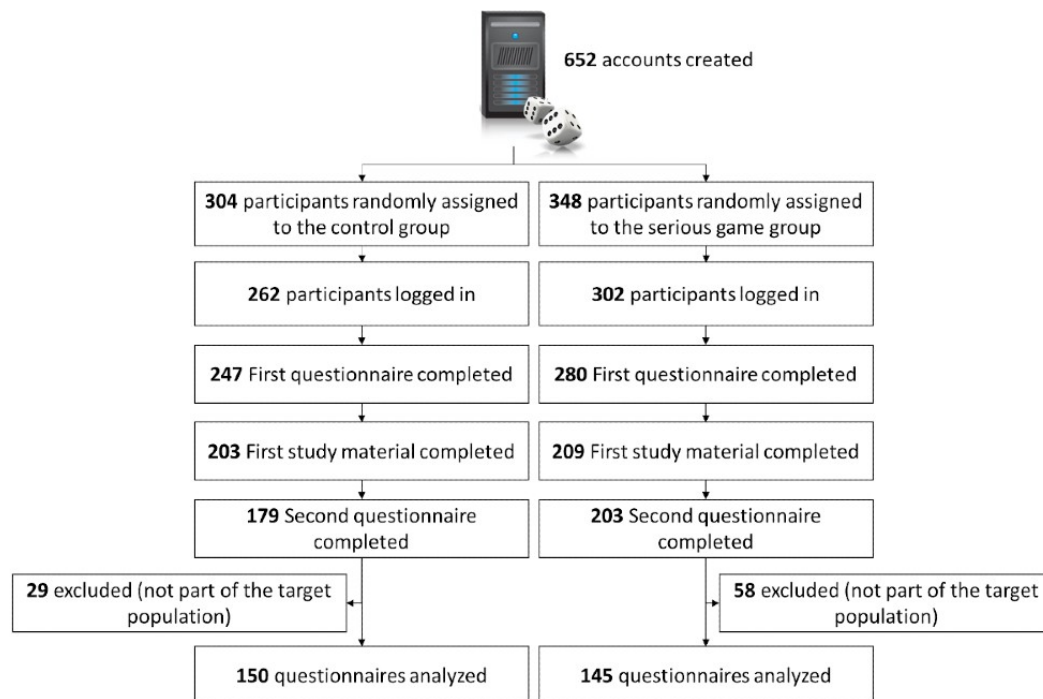 652 accounts created
304 participants randomly assigned
to the control group
348 participants randomly assigned
to the serious game group
262 participants logged in
302 participants logged in
247 First questionnaire completed
280 First questionnaire completed
203 First study material completed
209 First study material completed
179 Second questionnaire
completed
203 Second questionnaire
completed
29 excluded (not part of the target
population)
58 excluded (not part of the target
population)
150 questionnaires analyzed
145 questionnaires analyzed